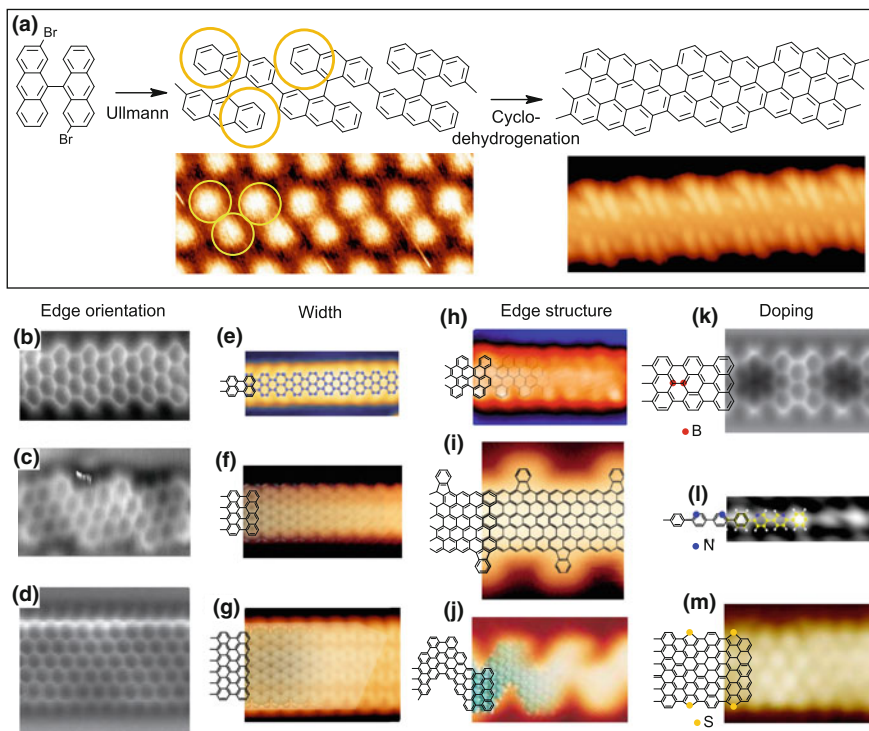 (a)
Br
Br
Ullmann
Cyclo-
dehydrogenation
Edge orientation
Width
Edge structure
Doping
(b)
(c)
(d)
(e)
(f)
(g)
(h)
(i)
(j)
(k)
B
(l)
N
(m)
S